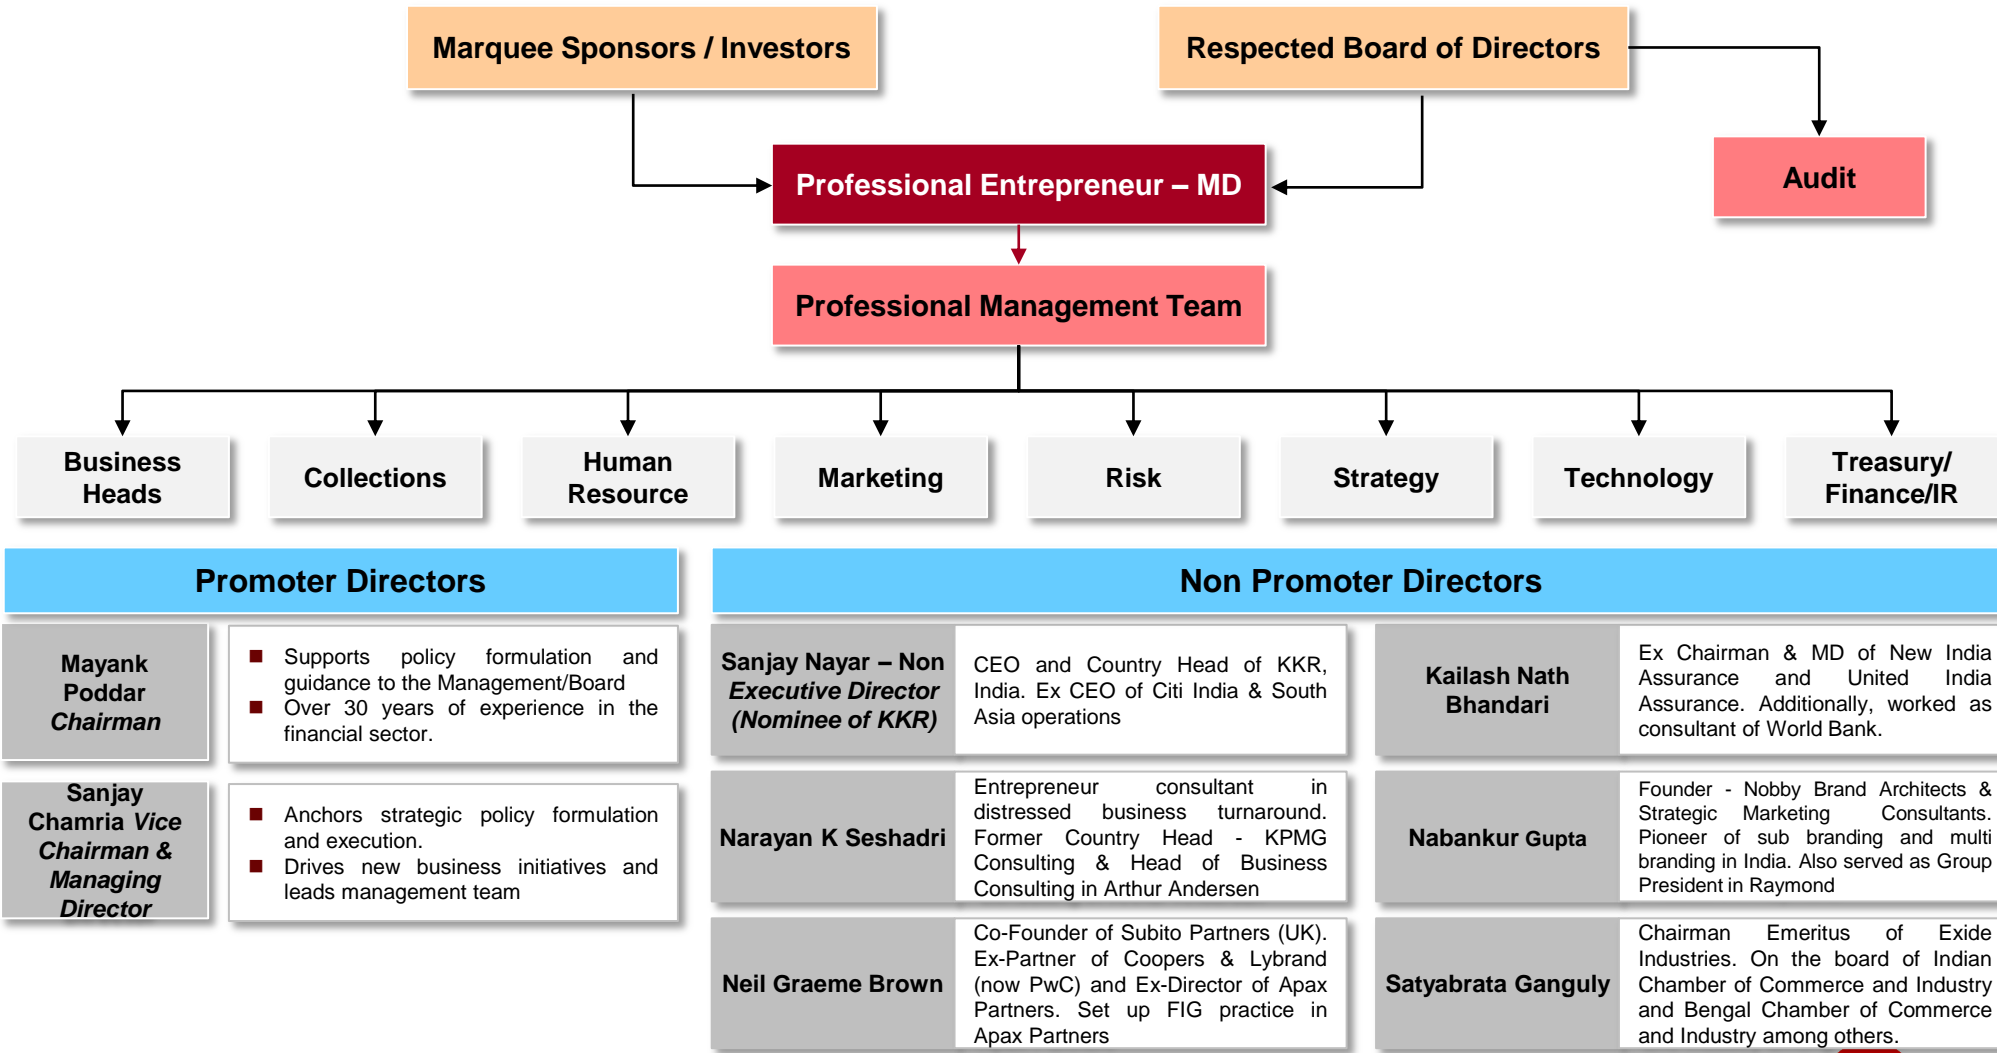 Marquee Sponsors / Investors
Respected Board of Directors
Professional Entrepreneur – MD
Audit
Professional Management Team
Business
Heads
Collections
Human
Resource
Marketing
Risk
Strategy
Technology
Treasury/
Finance/IR
Promoter Directors
Mayank
Poddar
Chairman
Supports policy formulation and
guidance to the Management/Board
Over 30 years of experience in the
financial sector.
Sanjay
Chamria Vice
Chairman &
Managing
Director
Anchors strategic policy formulation
and execution.
Drives new business initiatives and
leads management team
Non Promoter Directors
Sanjay Nayar – Non
Executive Director
(Nominee of KKR)
CEO and Country Head of KKR,
India. Ex CEO of Citi India & South
Asia operations
Kailash Nath
Bhandari
Ex Chairman & MD of New India
Assurance and United India
Assurance. Additionally, worked as
consultant of World Bank.
Narayan K Seshadri
Entrepreneur consultant in
distressed business turnaround.
Former Country Head - KPMG
Consulting & Head of Business
Consulting in Arthur Andersen
Nabankur Gupta
Founder - Nobby Brand Architects &
Strategic Marketing Consultants.
Pioneer of sub branding and multi
branding in India. Also served as Group
President in Raymond
Neil Graeme Brown
Co-Founder of Subito Partners (UK).
Ex-Partner of Coopers & Lybrand
(now PwC) and Ex-Director of Apax
Partners. Set up FIG practice in
Apax Partners
Satyabrata Ganguly
Chairman Emeritus of Exide
Industries. On the board of Indian
Chamber of Commerce and Industry
and Bengal Chamber of Commerce
and Industry among others.